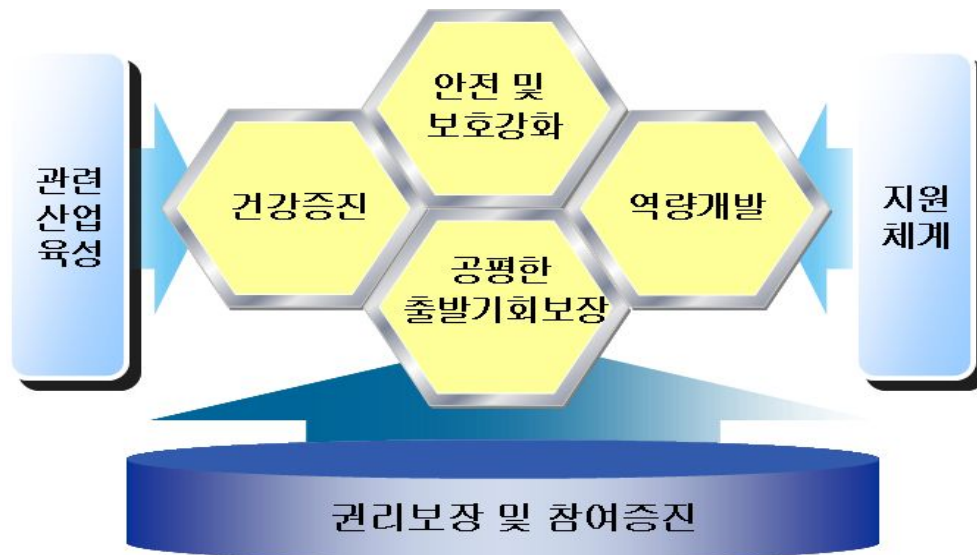 안전 및
보호강화
관련
산업
육성
건강증진
역량개발
지원
체계
공평한
출발기회보장
권리보장 및 참여증진